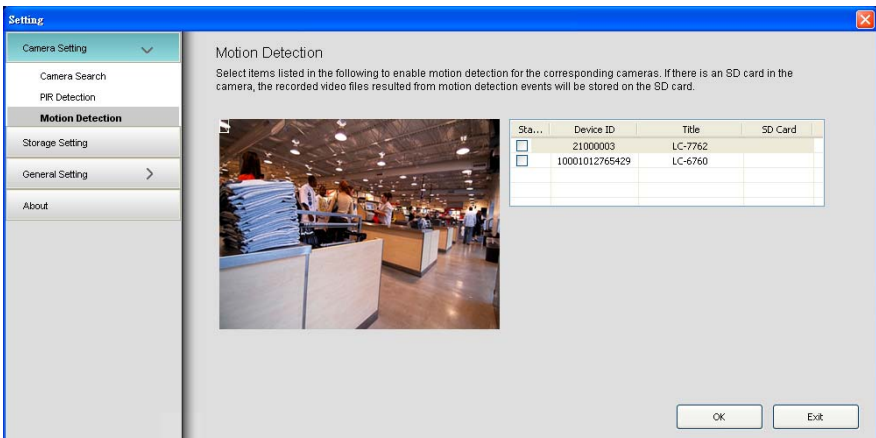 Setting
Camera Setting
Camera Search
PIR Detection
Motion Detection
Storage Setting
General Setting
About
Motion Detection
Select items listed in the following to enable motion detection for the corresponding cameras. If there is an SD card in the
camera, the recorded video files resulted from motion detection events will be stored on the SD card.
Sta... Device ID Title SD Card
21000003 LC-7762
10001012765429 LC-6760
OK Exit